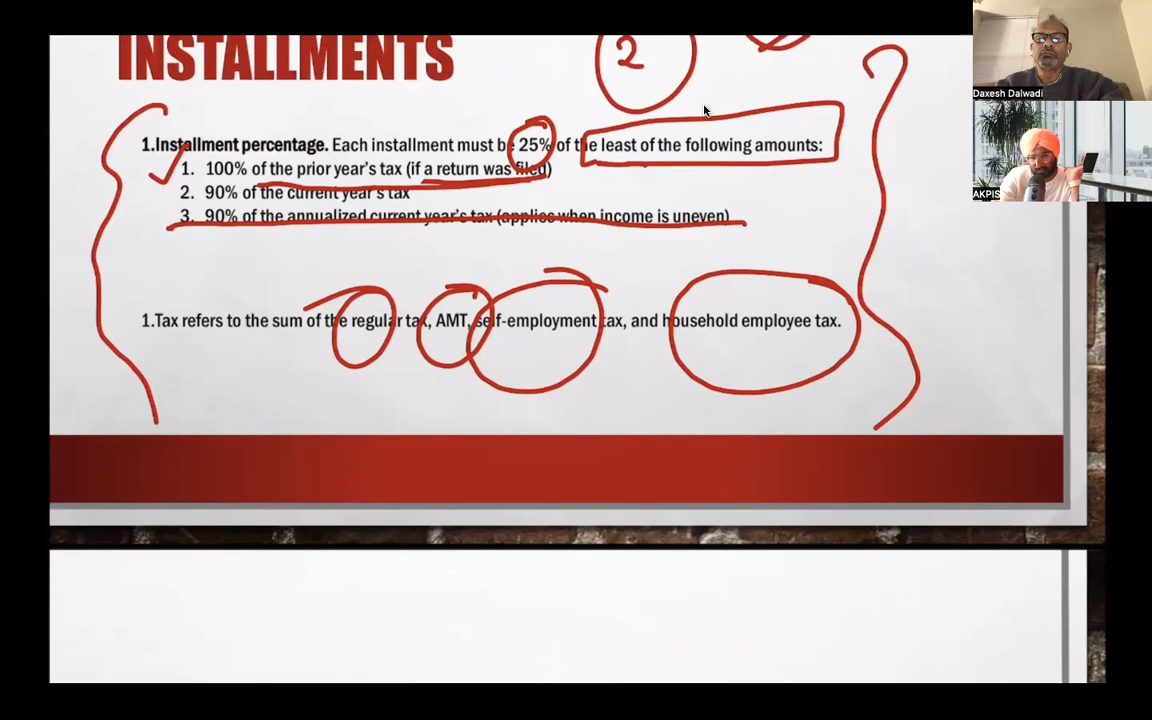 INSTALLMENTS
2
1.Installment percentage. Each installment must be 25% of the least of the following amounts:
1. 100% of the prior year's tax (if a return was filed)
2. 90% of the current year's tax
3. 90% of the annualized current year's tax (applies when income is uneven)
1.Tax refers to the sum of the regular tax, AMT, self-employment tax, and household employee tax.
Daxesh Dalwadi
AKPIS